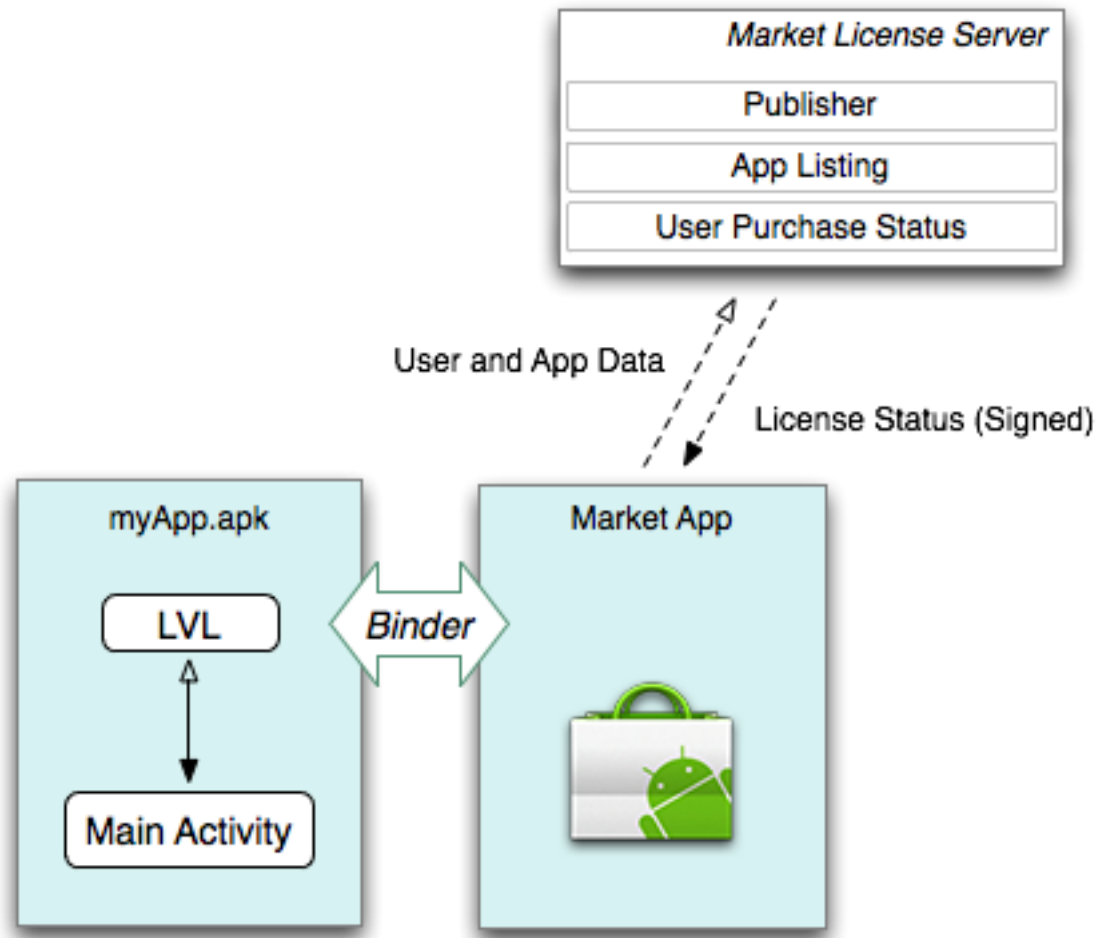 Market License Server
Publisher
App Listing
User Purchase Status
User and App Data
License Status (Signed)
myApp.apk
Market App
LVL
Binder
Main Activity